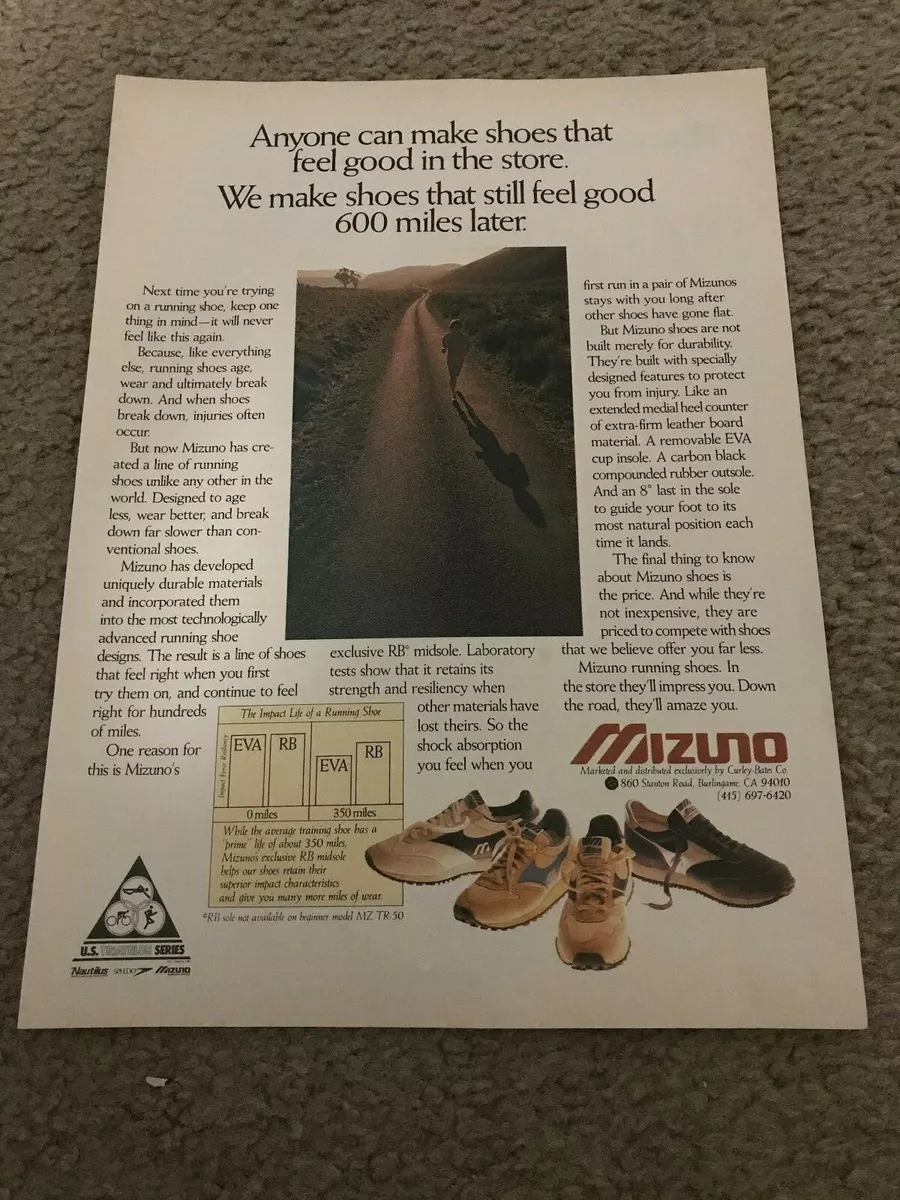 Anyone can make shoes that
feel good in the store.
We make shoes that still feel good
600 miles later.
Next time you're trying
on a running shoe, keep one
thing in mind—it will never
feel like this again.
Because, like everything
else, running shoes age,
wear and ultimately break
down. And when shoes
break down, injuries often
occur.
But now Mizuno has cre-
ated a line of running
shoes unlike any other in the
world. Designed to age
less, wear better, and break
down far slower than con-
ventional shoes.
Mizuno has developed
uniquely durable materials
and incorporated them
into the most technologically
advanced running shoe
designs. The result is a line of shoes
that feel right when you first
try them on, and continue to feel
right for hundreds
of miles.
One reason for
this is Mizuno's
exclusive RB* midsole. Laboratory
tests show that it retains its
strength and resiliency when
other materials have
lost theirs. So the
shock absorption
you feel when you
first run in a pair of Mizunos
stays with you long after
other shoes have gone flat.
But Mizuno shoes are not
built merely for durability.
They're built with specially
designed features to protect
you from injury. Like an
extended medial heel counter
of extra-firm leather board
material. A removable EVA
cup insole. A carbon black
compounded rubber outsole.
And an 8° last in the sole
to guide your foot to its
most natural position each
time it lands.
The final thing to know
about Mizuno shoes is
the price. And while they're
not inexpensive, they are
priced to compete with shoes
that we believe offer you far less.
Mizuno running shoes. In
the store they'll impress you. Down
the road, they'll amaze you.
The Impact Life of a Running Shoe
Impact Force Resiliency
EVA RB EVA RB
0 miles 350 miles
While the average training shoe has a
"prime" life of about 350 miles,
Mizuno's exclusive RB midsole
helps our shoes retain their
superior impact characteristics
and give you many more miles of wear.
*RB sole not available on beginner model MZ TR-50
MIZUNO
Marketed and distributed exclusively by Curley-Bates Co.
860 Stanton Road, Burlingame, CA 94010
(415) 697-6420
U.S. TRIATHLON SERIES
Nautilus SPEEDO MIZUNO